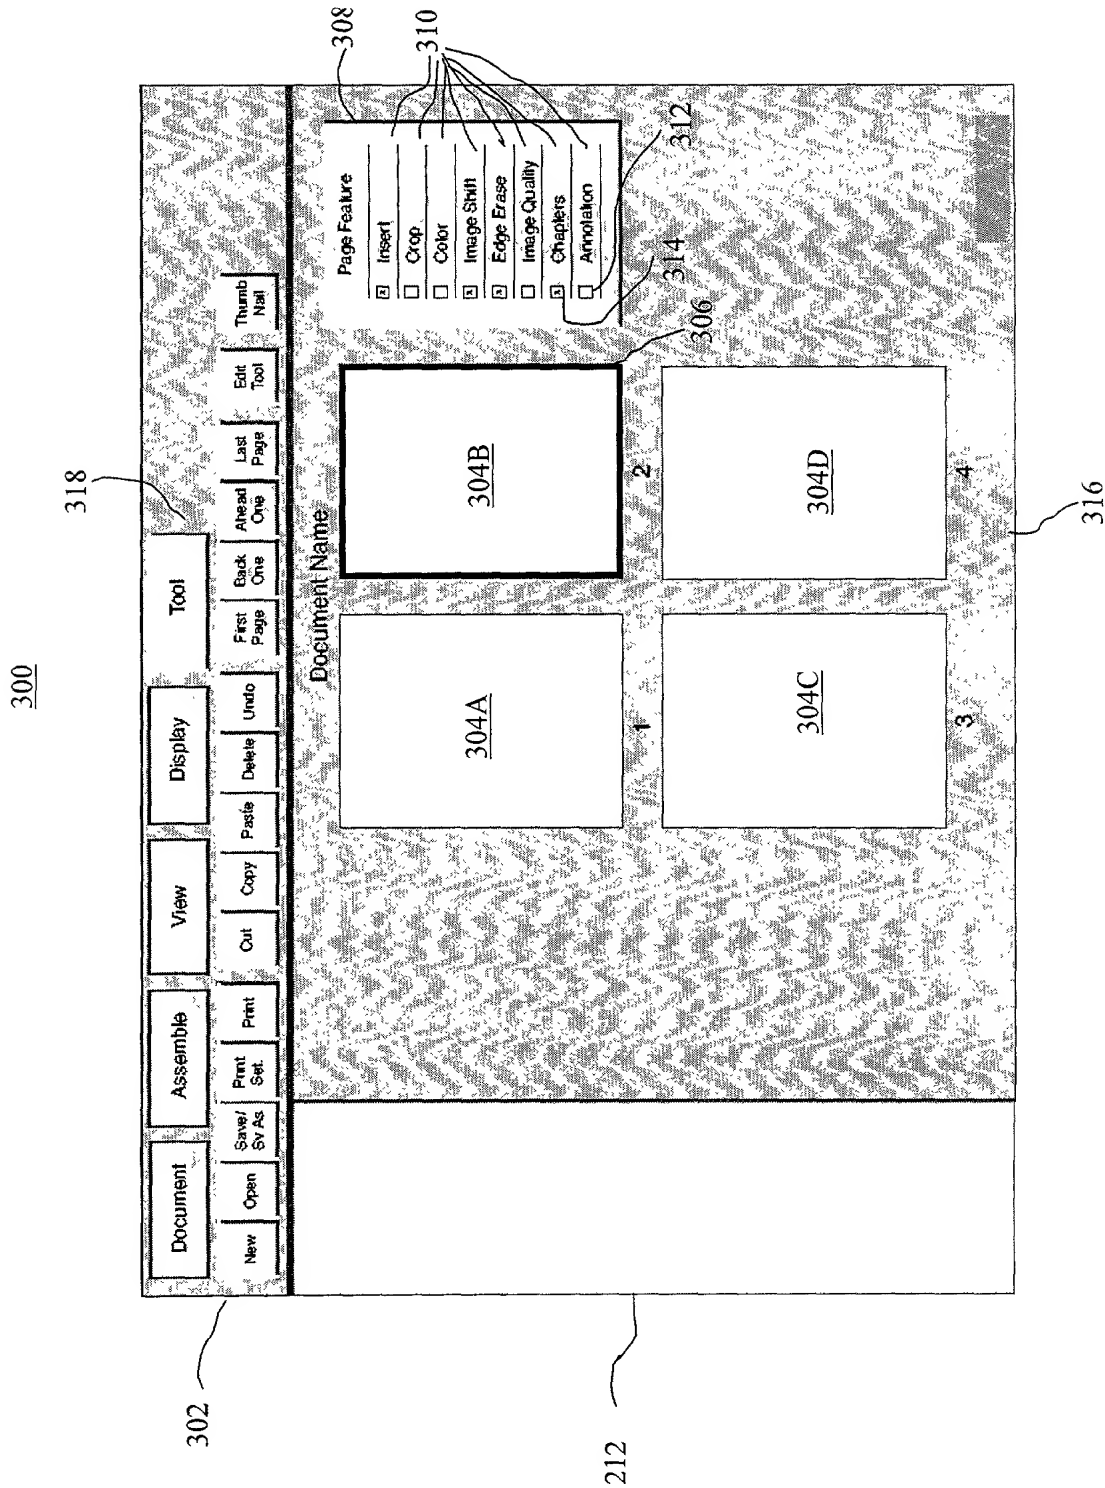 300
318
308
310
Document
Assemble
View
Display
Tool
302
New
Open
Save/
Sv As
Print
Set.
Print
Cut
Copy
Paste
Delete
Undo
First
Page
Back
One
Ahead
One
Last
Page
Edit
Tool
Thumb
Nail
Document Name
Page Feature
x Insert
Crop
Color
x Image Shift
x Edge Erase
Image Quality
x Chapters
Annotation
304A
304B
1
2
304C
304D
3
4
212
314
312
306
316